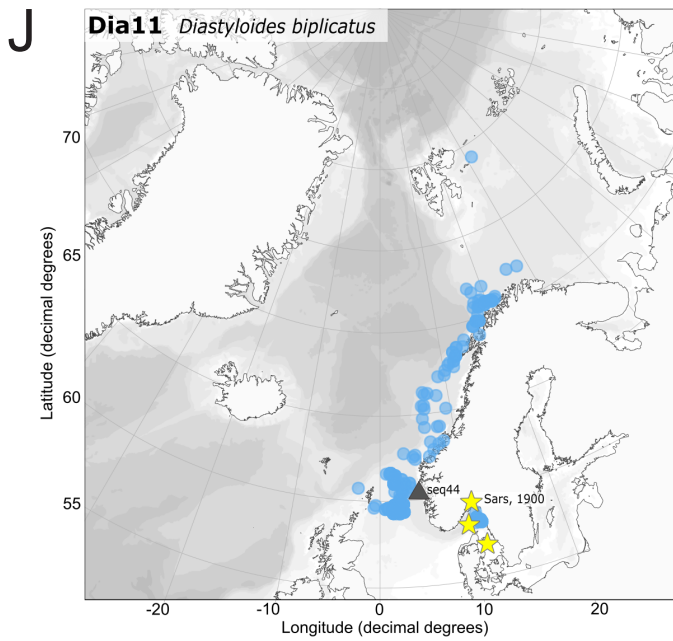 J
Dia11 Diastyloides biplicatus
70
65
60
55
Latitude (decimal degrees)
seq44
Sars, 1900
-20 -10 0 10 20
Longitude (decimal degrees)